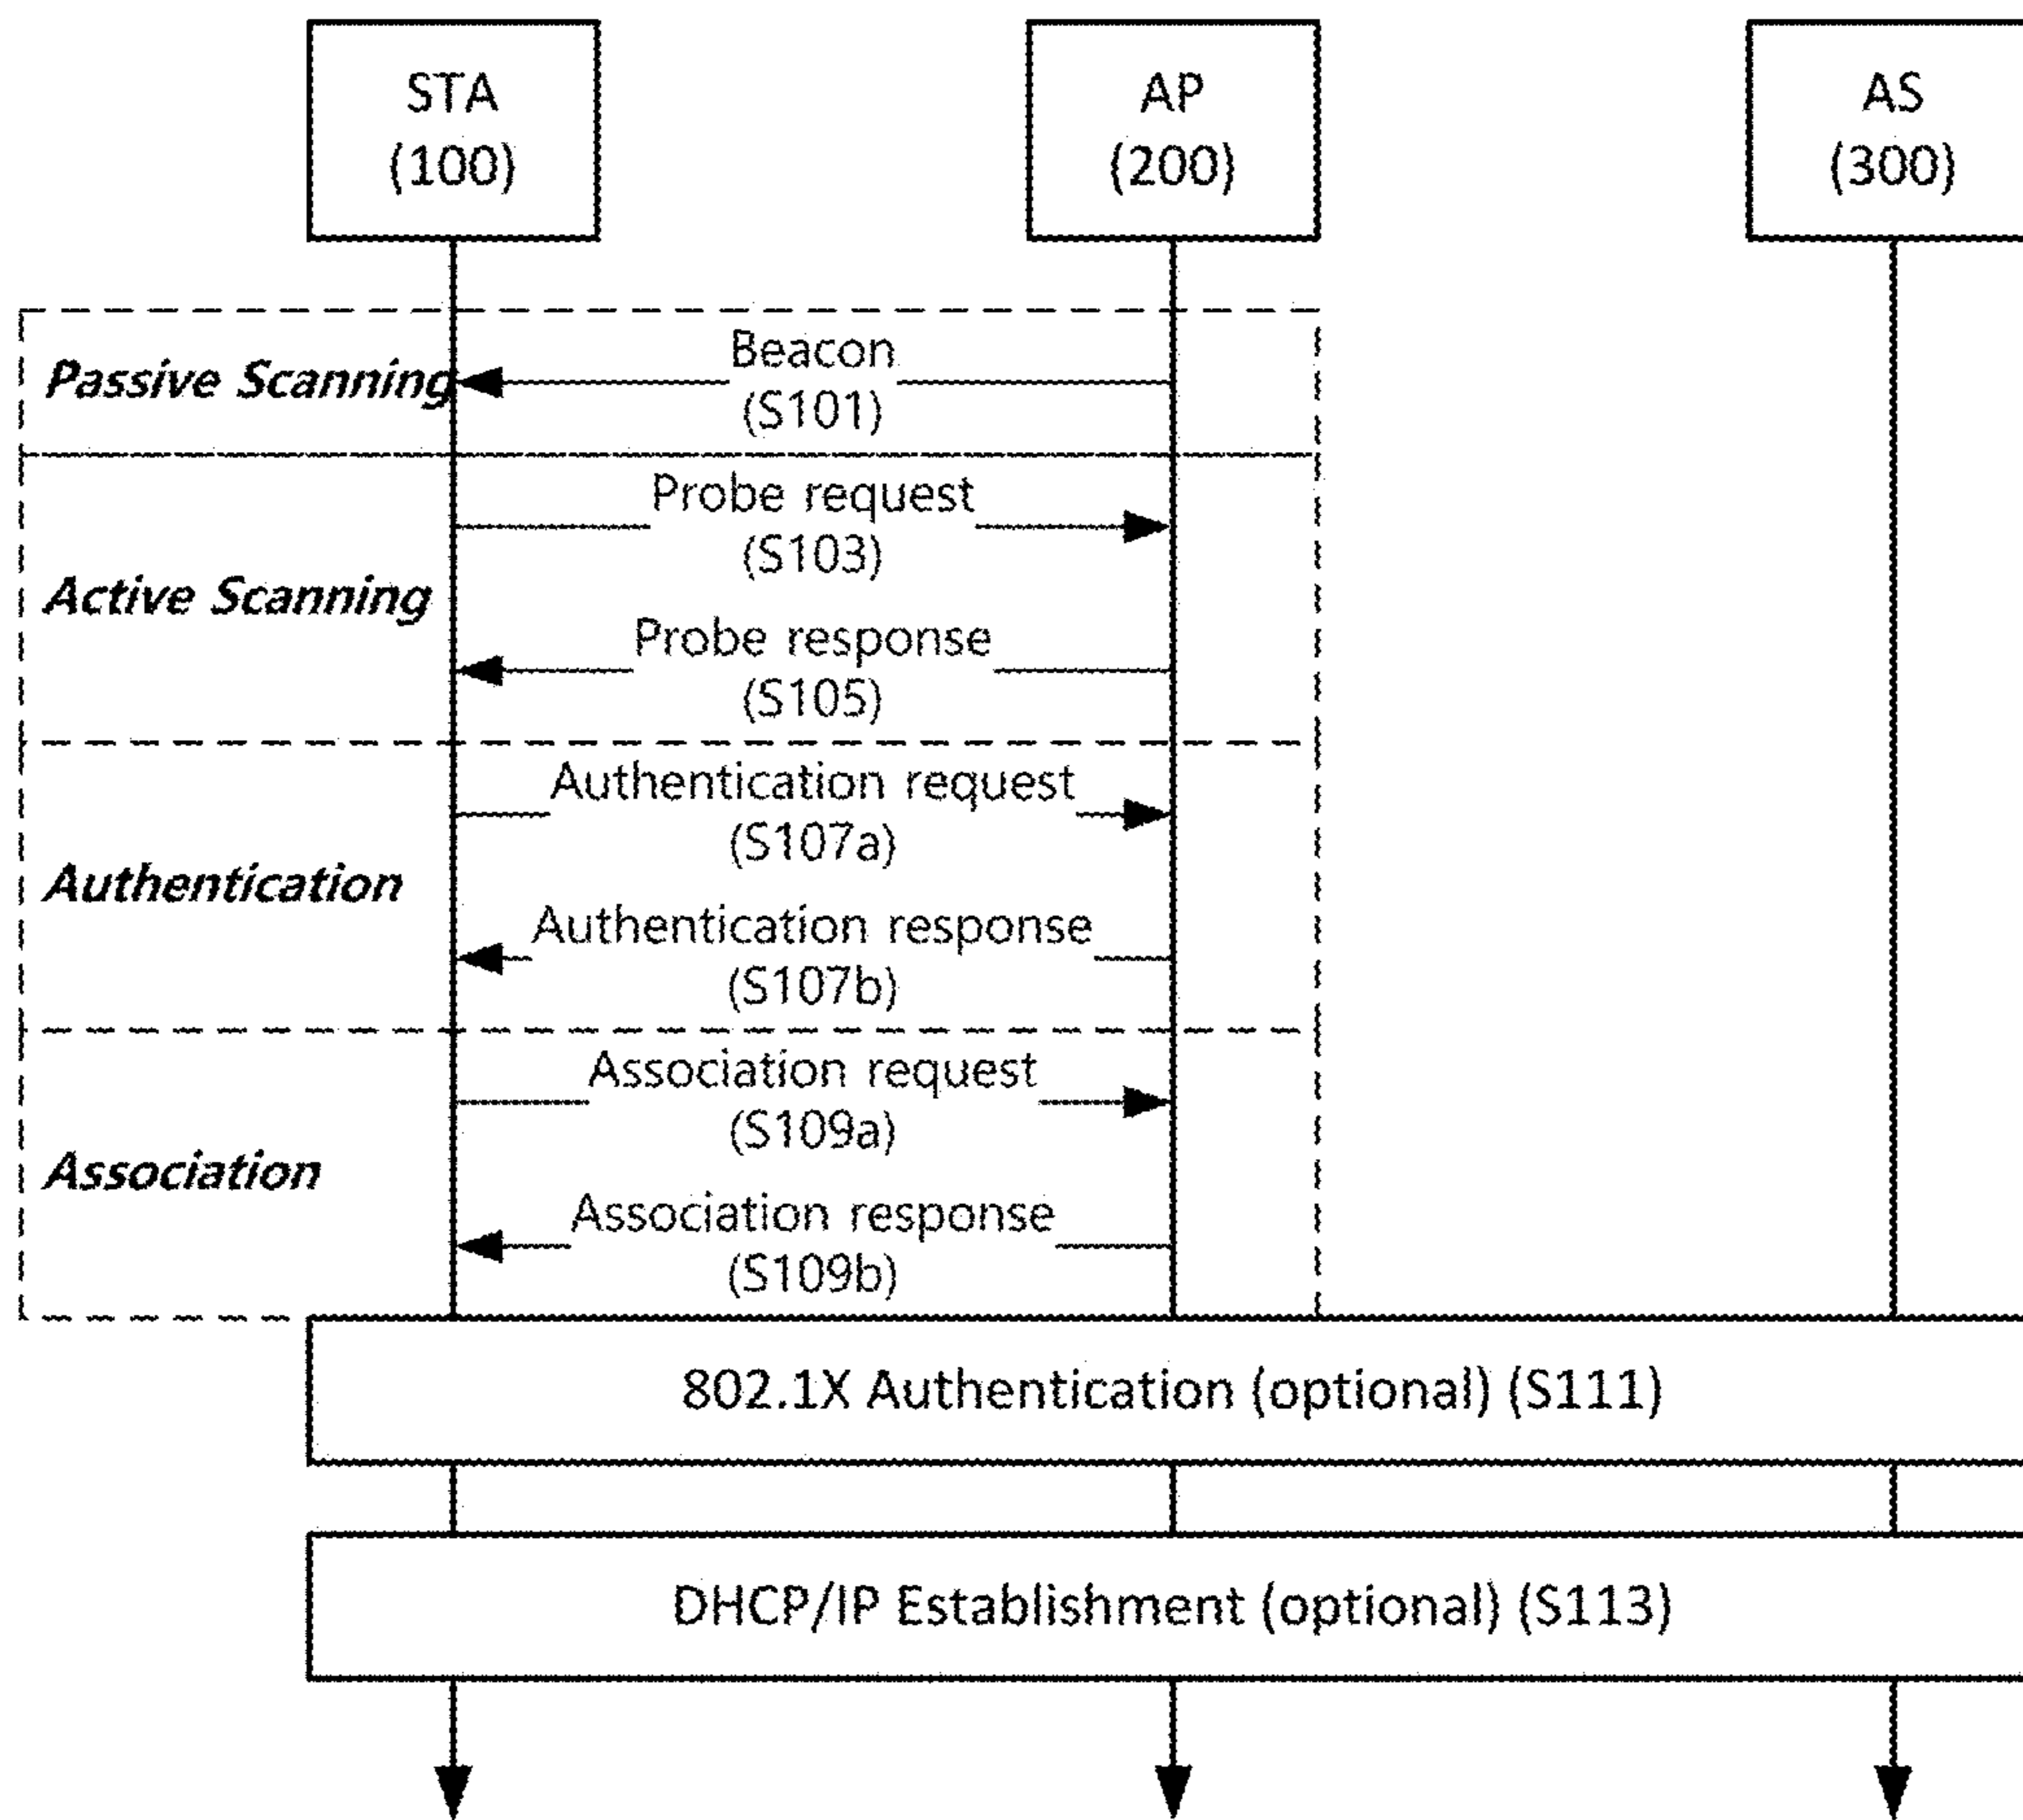 STA
(100)
AP
(200)
AS
(300)
Passive Scanning
Beacon
(S101)
Active Scanning
Probe request
(S103)
Probe response
(S105)
Authentication
Authentication request
(S107a)
Authentication response
(S107b)
Association
Association request
(S109a)
Association response
(S109b)
802.1X Authentication (optional) (S111)
DHCP/IP Establishment (optional) (S113)